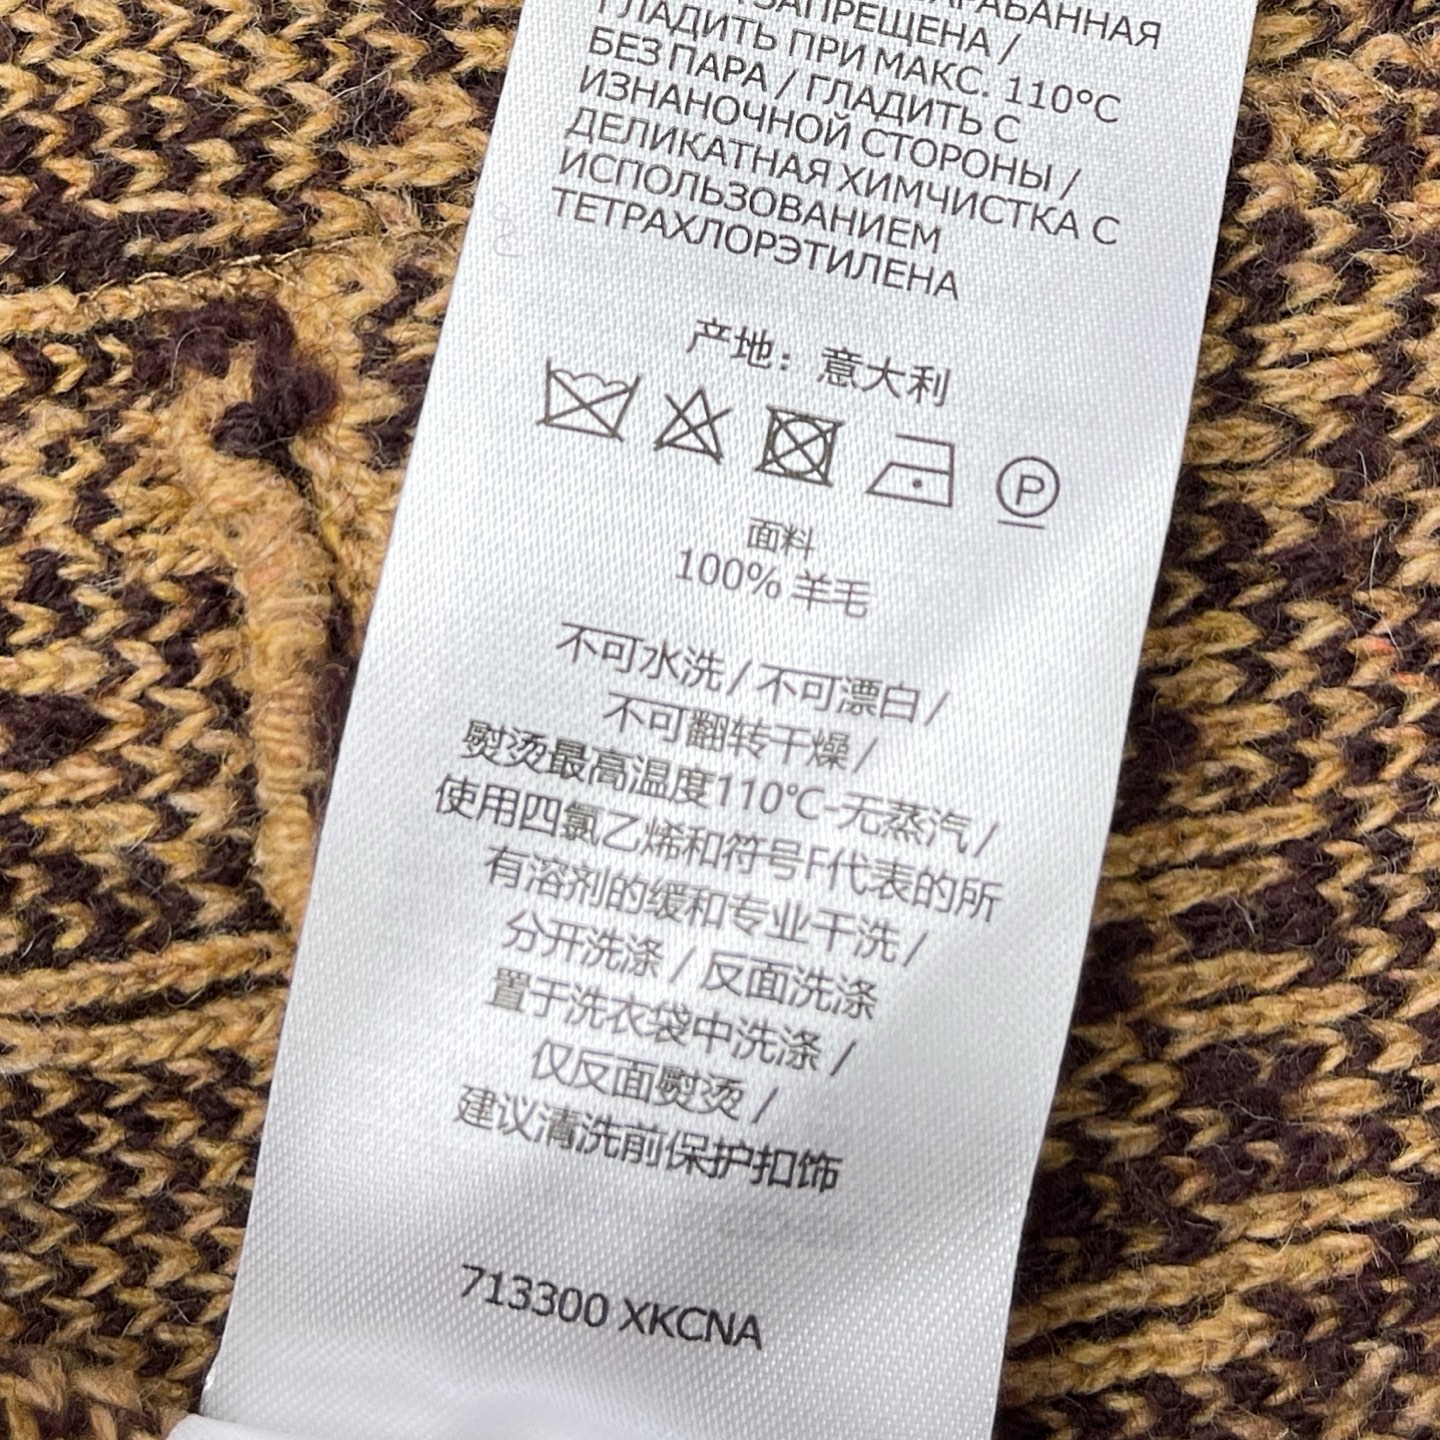 БАРАБАННАЯ
ЗАПРЕЩЕНА /
ГЛАДИТЬ ПРИ МАКС. 110°C
БЕЗ ПАРА / ГЛАДИТЬ С
ИЗНАНОЧНОЙ СТОРОНЫ /
ДЕЛИКАТНАЯ ХИМЧИСТКА С
ИСПОЛЬЗОВАНИЕМ
ТЕТРАХЛОРЭТИЛЕНА
产地：意大利
P
面料
100% 羊毛
不可水洗 / 不可漂白 /
不可翻转干燥 /
熨烫最高温度110℃-无蒸汽 /
使用四氯乙烯和符号F代表的所
有溶剂的缓和专业干洗 /
分开洗涤 / 反面洗涤
置于洗衣袋中洗涤 /
仅反面熨烫 /
建议清洗前保护扣饰
713300 XKCNA